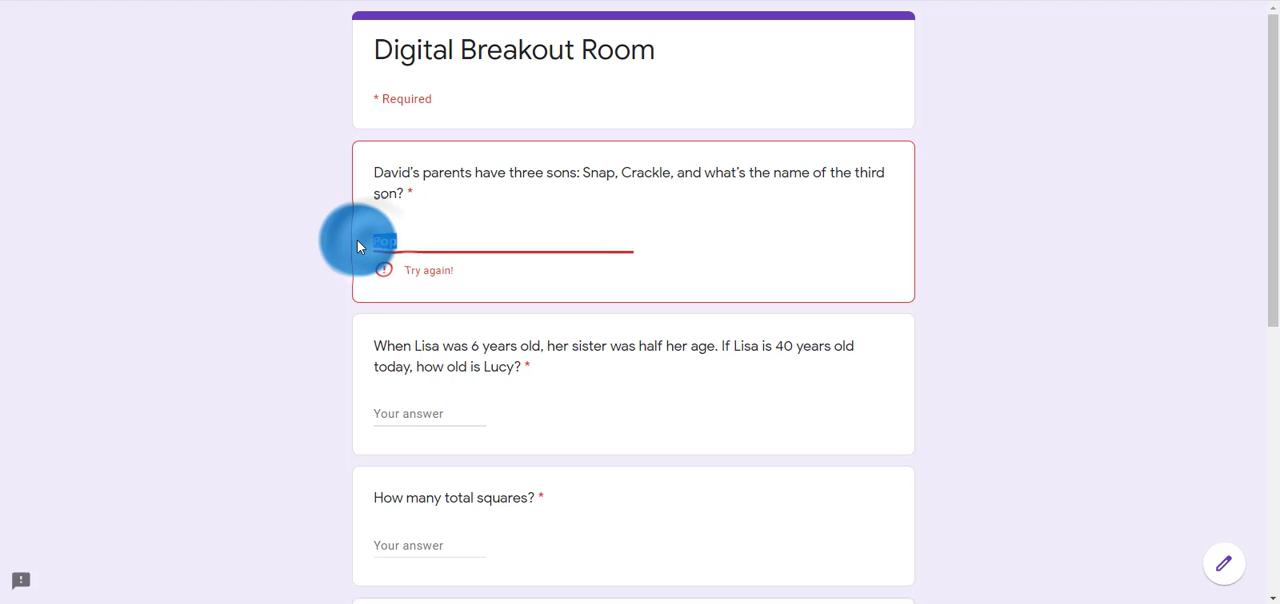 Digital Breakout Room
* Required
David’s parents have three sons: Snap, Crackle, and what’s the name of the third
son? *
Pop
Try again!
When Lisa was 6 years old, her sister was half her age. If Lisa is 40 years old
today, how old is Lucy? *
Your answer
How many total squares? *
Your answer